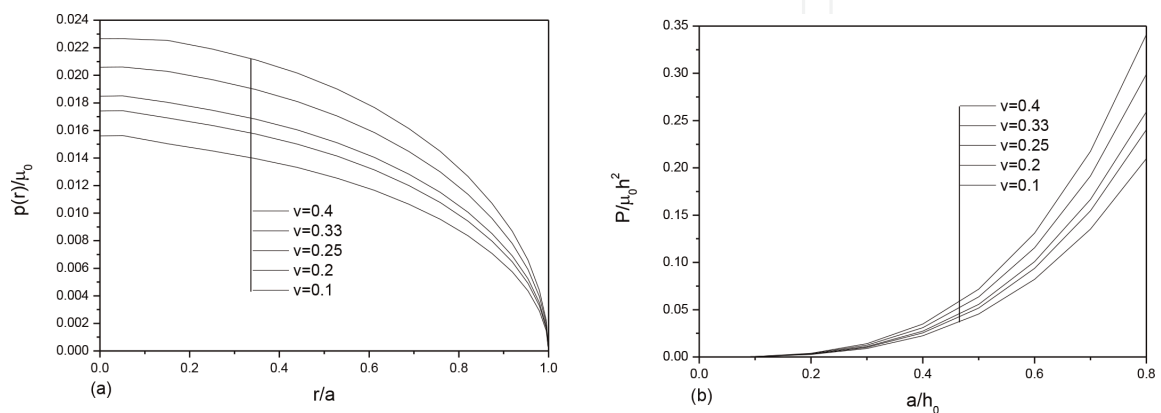 0.024
0.022
0.020
0.018
0.016
0.014
0.012
0.010
0.008
0.006
0.004
0.002
0.000
p(r)/μ₀
v=0.4
v=0.33
v=0.25
v=0.2
v=0.1
0.0 0.2 0.4 0.6 0.8 1.0
(a)
r/a
0.35
0.30
0.25
0.20
0.15
0.10
0.05
0.00
P/μ₀h²
v=0.4
v=0.33
v=0.25
v=0.2
v=0.1
0.0 0.2 0.4 0.6 0.8
(b)
a/h₀